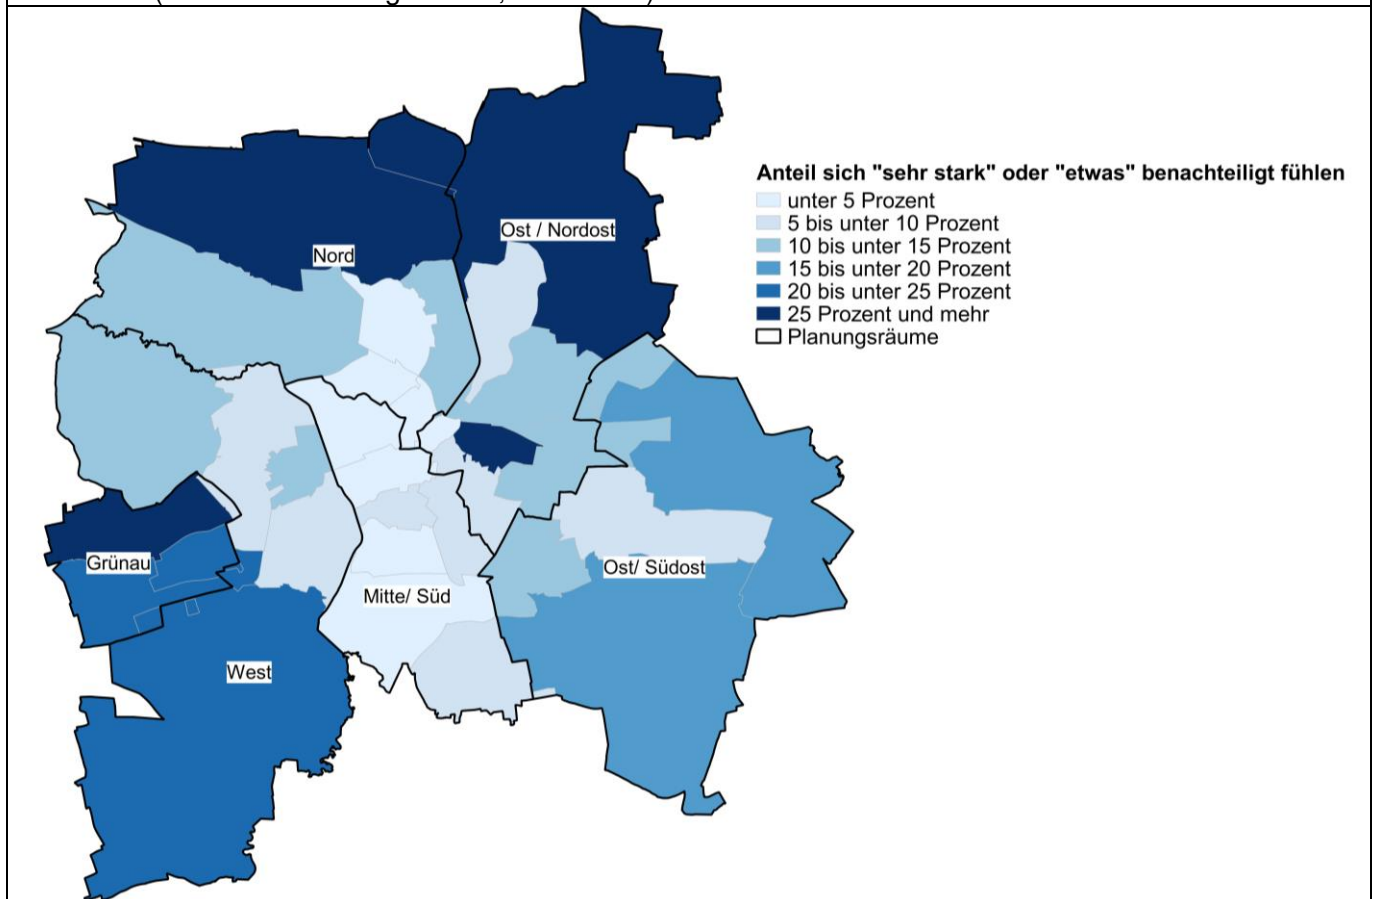 Anteil sich "sehr stark" oder "etwas" benachteiligt fühlen
unter 5 Prozent
5 bis unter 10 Prozent
10 bis unter 15 Prozent
15 bis unter 20 Prozent
20 bis unter 25 Prozent
25 Prozent und mehr
Planungsräume
Ost / Nordost
Nord
Grünau
Ost/ Südost
Mitte/ Süd
West